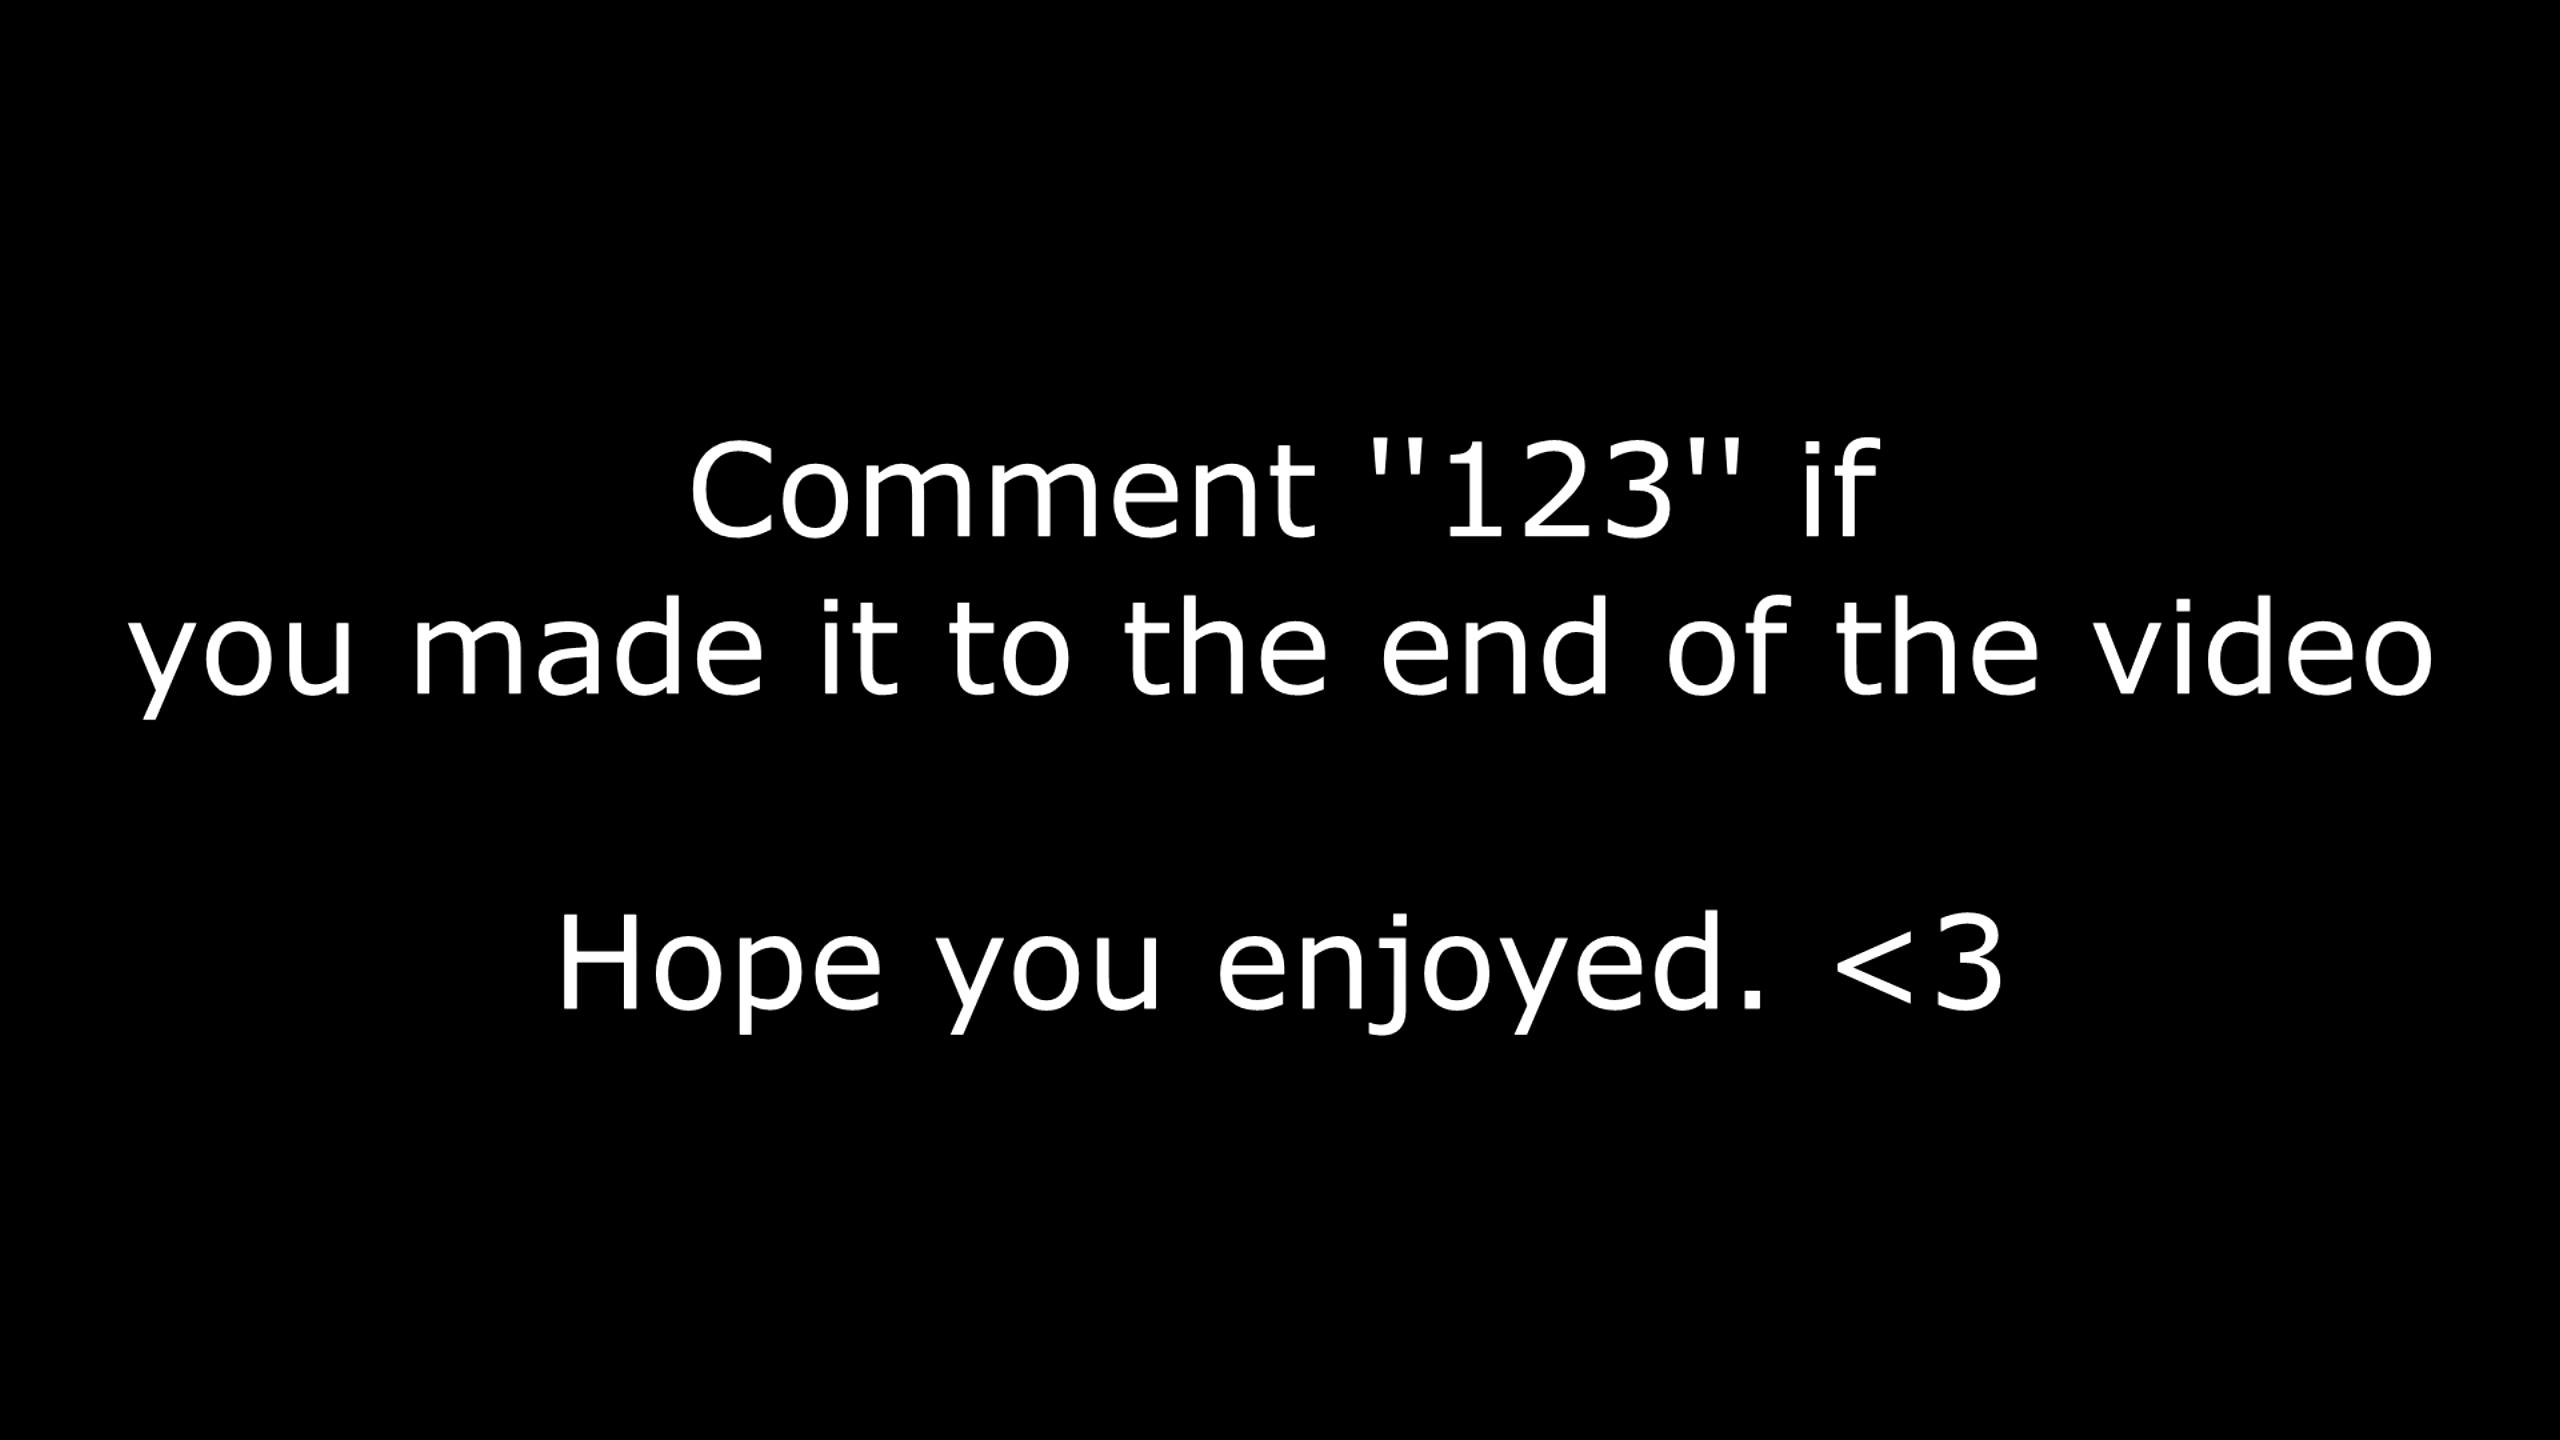 Comment ''123'' if
you made it to the end of the video
Hope you enjoyed. <3